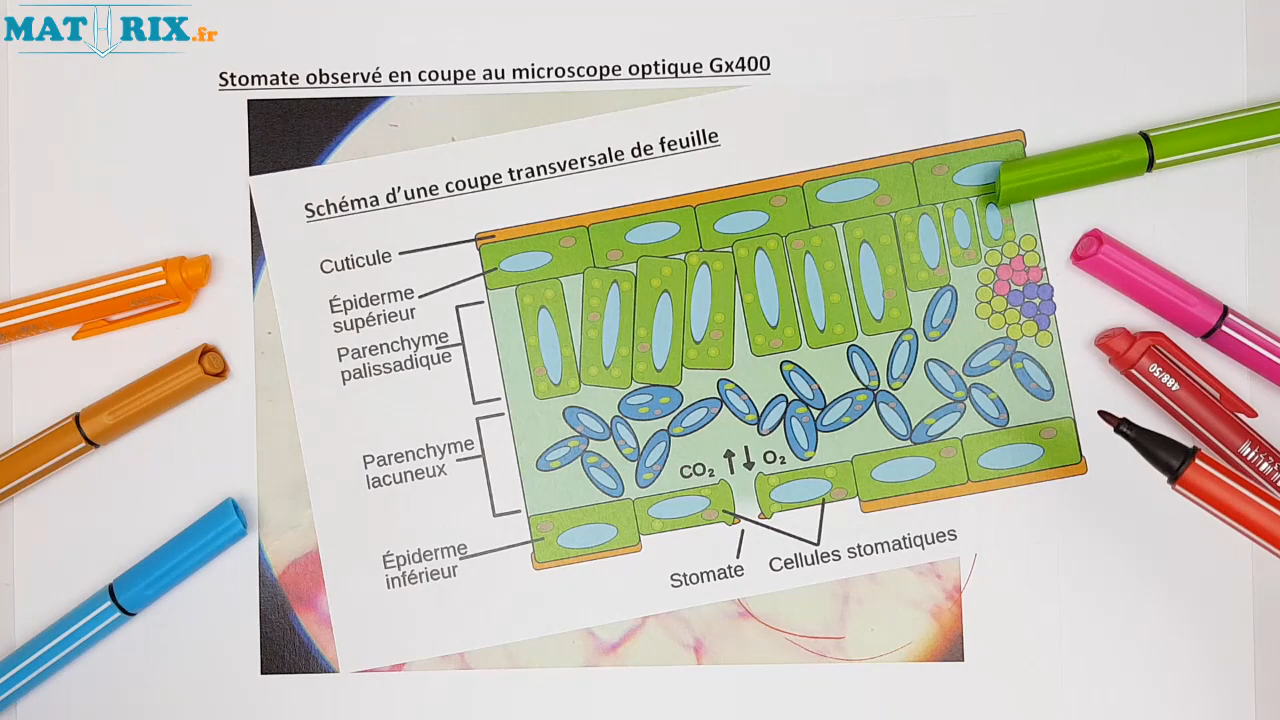 MATHRIX.fr
Stomate observé en coupe au microscope optique Gx400
Schéma d'une coupe transversale de feuille
Cuticule
Épiderme
supérieur
Parenchyme
palissadique
Parenchyme
lacuneux
Épiderme
inférieur
CO₂
O₂
Stomate
Cellules stomatiques
488/50